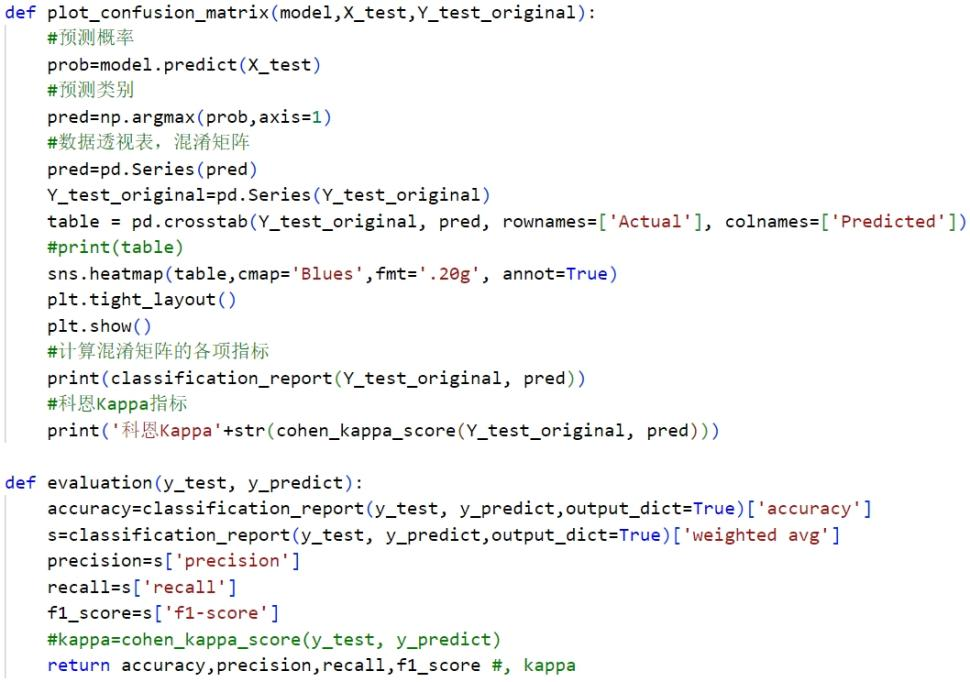 def plot_confusion_matrix(model,X_test,Y_test_original):
    #预测概率
    prob=model.predict(X_test)
    #预测类别
    pred=np.argmax(prob,axis=1)
    #数据透视表，混淆矩阵
    pred=pd.Series(pred)
    Y_test_original=pd.Series(Y_test_original)
    table = pd.crosstab(Y_test_original, pred, rownames=['Actual'], colnames=['Predicted'])
    #print(table)
    sns.heatmap(table,cmap='Blues',fmt='.20g', annot=True)
    plt.tight_layout()
    plt.show()
    #计算混淆矩阵的各项指标
    print(classification_report(Y_test_original, pred))
    #科恩Kappa指标
    print('科恩Kappa'+str(cohen_kappa_score(Y_test_original, pred)))

def evaluation(y_test, y_predict):
    accuracy=classification_report(y_test, y_predict,output_dict=True)['accuracy']
    s=classification_report(y_test, y_predict,output_dict=True)['weighted avg']
    precision=s['precision']
    recall=s['recall']
    f1_score=s['f1-score']
    #kappa=cohen_kappa_score(y_test, y_predict)
    return accuracy,precision,recall,f1_score #, kappa